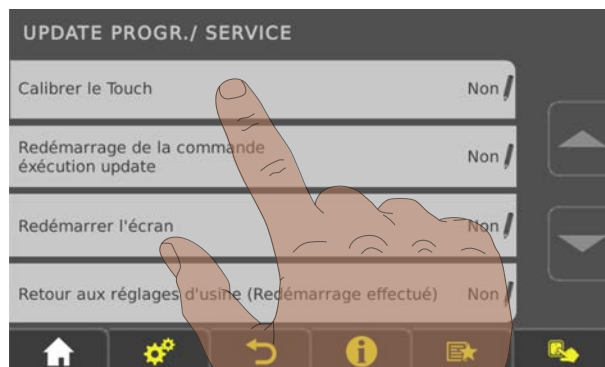 UPDATE PROGR./ SERVICE
Calibrer le Touch Non
Redémarrage de la commande
éxécution update Non
Redémarrer l'écran Non
Retour aux réglages d'usine (Redémarrage effectué) Non